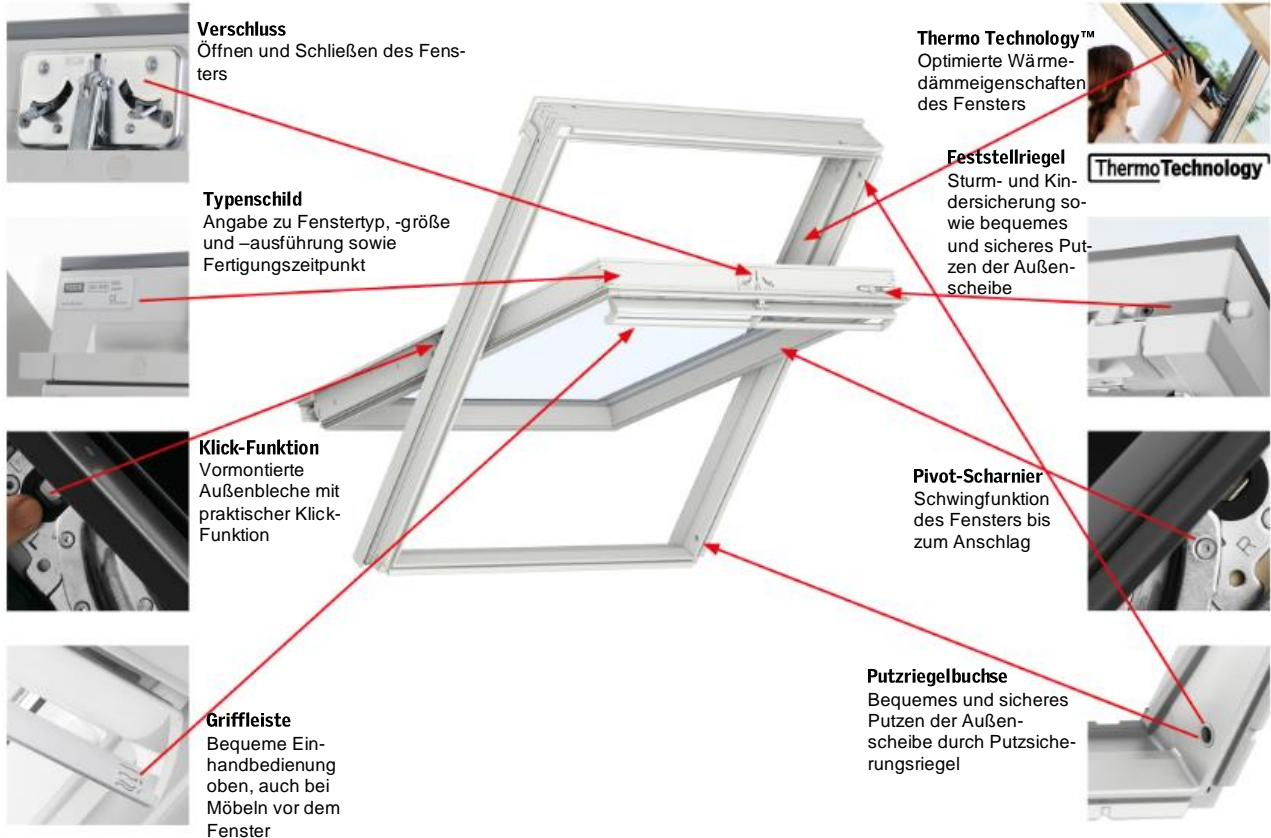 Verschluss
Öffnen und Schließen des Fens-
ters
Typenschild
Angabe zu Fenstertyp, -größe
und –ausführung sowie
Fertigungszeitpunkt
Klick-Funktion
Vormontierte
Außenbleche mit
praktischer Klick-
Funktion
Griffleiste
Bequeme Ein-
handbedienung
oben, auch bei
Möbeln vor dem
Fenster
Thermo Technology™
Optimierte Wärme-
dämmeigenschaften
des Fensters
ThermoTechnology
Feststellriegel
Sturm- und Kin-
dersicherung so-
wie bequemes
und sicheres Put-
zen der Außen-
scheibe
Pivot-Scharnier
Schwingfunktion
des Fensters bis
zum Anschlag
R
Putzriegelbuchse
Bequemes und sicheres
Putzen der Außen-
scheibe durch Putzsiche-
rungsriegel